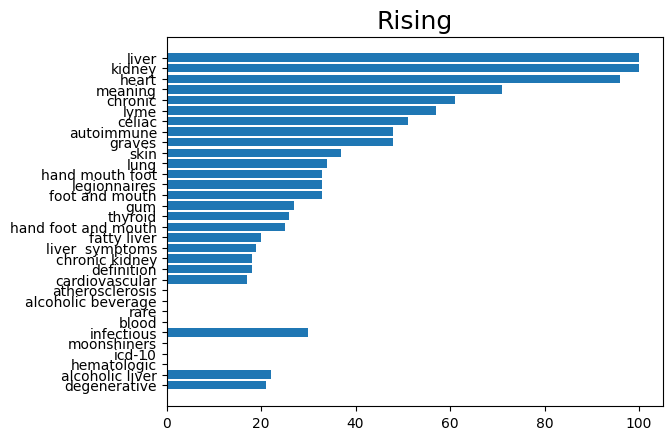 Rising
liver
kidney
heart
meaning
chronic
lyme
celiac
autoimmune
graves
skin
lung
hand mouth foot
legionnaires
foot and mouth
gum
thyroid
hand foot and mouth
fatty liver
liver  symptoms
chronic kidney
definition
cardiovascular
atherosclerosis
alcoholic beverage
rare
blood
infectious
moonshiners
icd-10
hematologic
alcoholic liver
degenerative
0 20 40 60 80 100